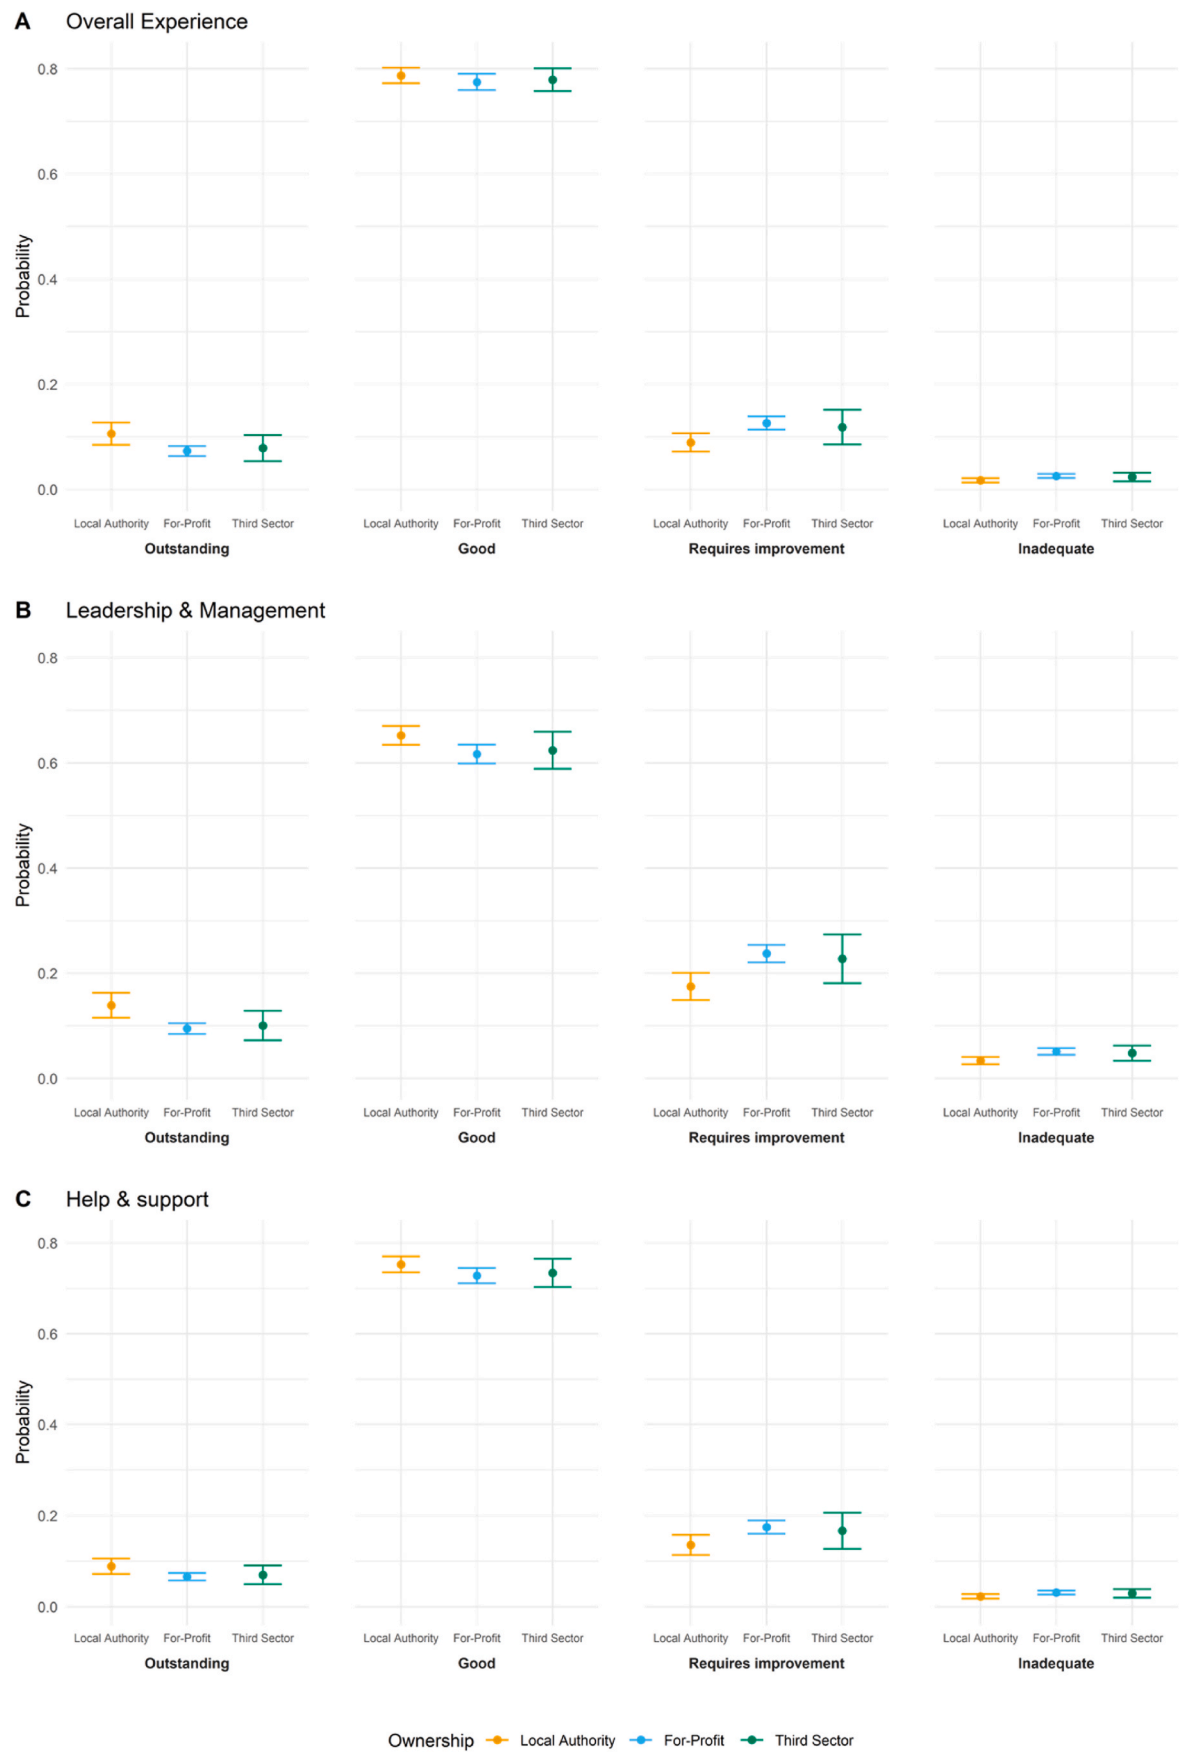 A Overall Experience
Probability
0.8
0.6
0.4
0.2
0.0
Local Authority For-Profit Third Sector Local Authority For-Profit Third Sector Local Authority For-Profit Third Sector Local Authority For-Profit Third Sector
Outstanding Good Requires improvement Inadequate
B Leadership & Management
Probability
0.8
0.6
0.4
0.2
0.0
Local Authority For-Profit Third Sector Local Authority For-Profit Third Sector Local Authority For-Profit Third Sector Local Authority For-Profit Third Sector
Outstanding Good Requires improvement Inadequate
C Help & support
Probability
0.8
0.6
0.4
0.2
0.0
Local Authority For-Profit Third Sector Local Authority For-Profit Third Sector Local Authority For-Profit Third Sector Local Authority For-Profit Third Sector
Outstanding Good Requires improvement Inadequate
Ownership Local Authority For-Profit Third Sector